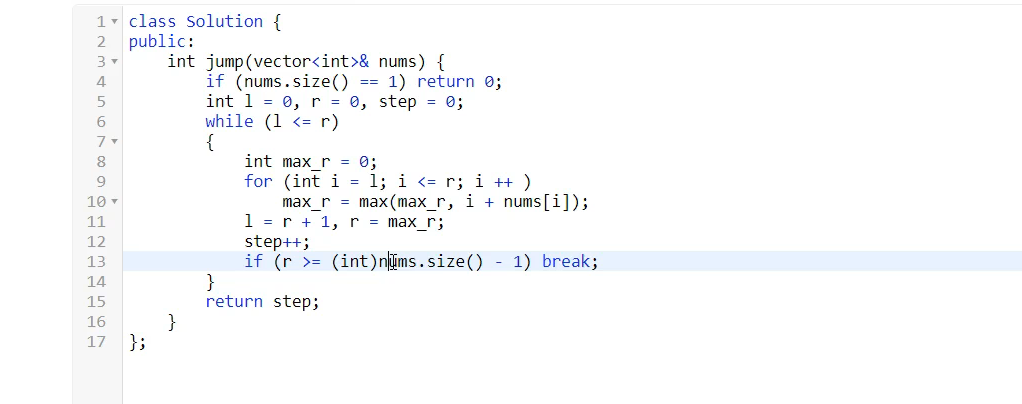 1 class Solution {
2 public:
3 int jump(vector<int>& nums) {
4 if (nums.size() == 1) return 0;
5 int l = 0, r = 0, step = 0;
6 while (l <= r)
7 {
8 int max_r = 0;
9 for (int i = l; i <= r; i ++ )
10 max_r = max(max_r, i + nums[i]);
11 l = r + 1, r = max_r;
12 step++;
13 if (r >= (int)nums.size() - 1) break;
14 }
15 return step;
16 }
17 };